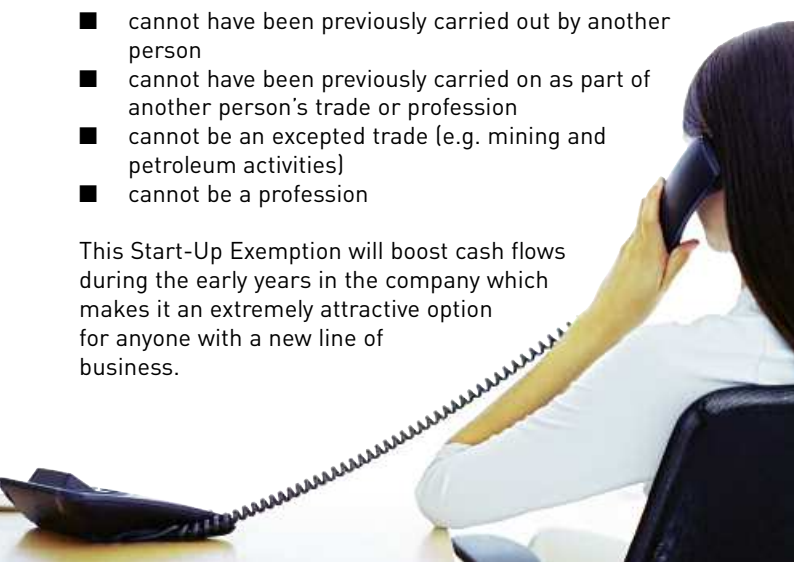 ■ cannot have been previously carried out by another
person
■ cannot have been previously carried on as part of
another person's trade or profession
■ cannot be an excepted trade (e.g. mining and
petroleum activities)
■ cannot be a profession
This Start-Up Exemption will boost cash flows
during the early years in the company which
makes it an extremely attractive option
for anyone with a new line of
business.